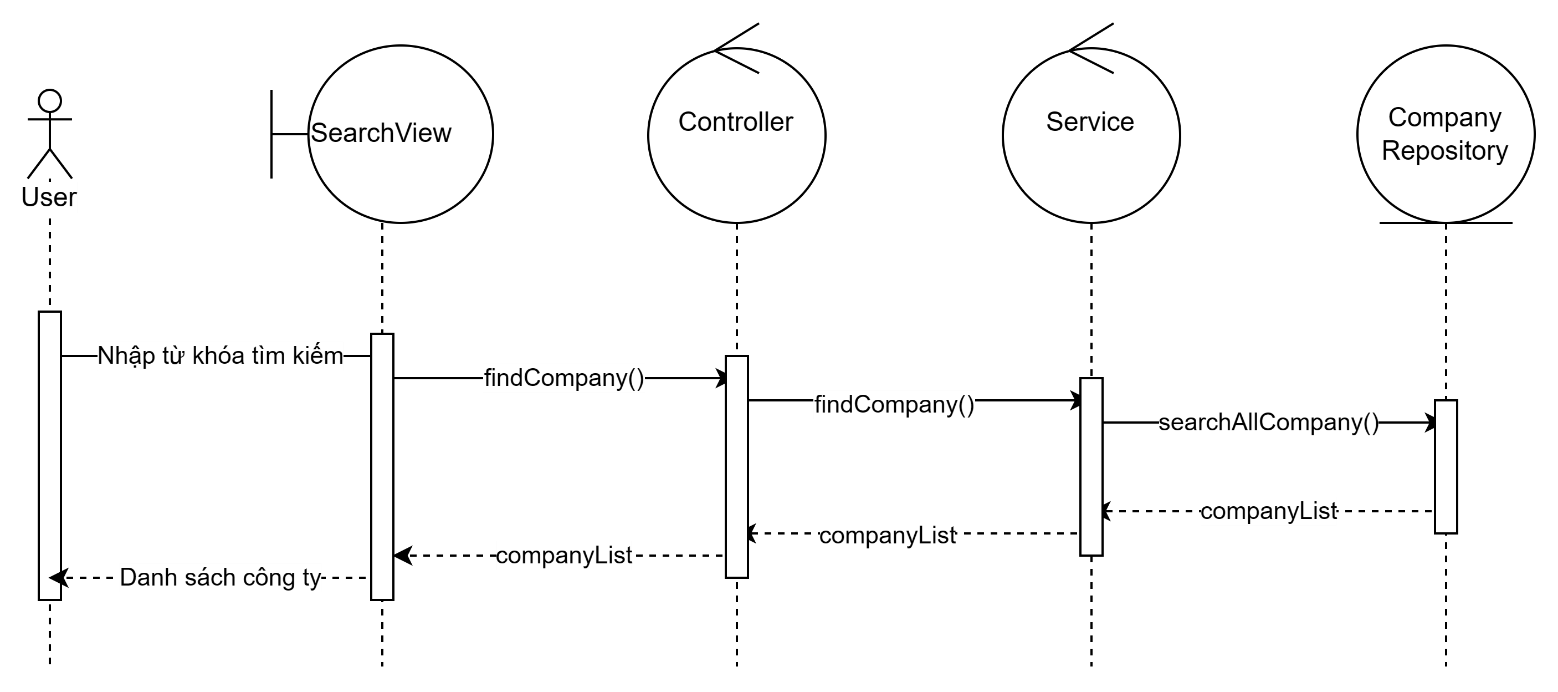 User
SearchView
Controller
Service
Company
Repository
Nhập từ khóa tìm kiếm
findCompany()
findCompany()
searchAllCompany()
companyList
companyList
companyList
Danh sách công ty